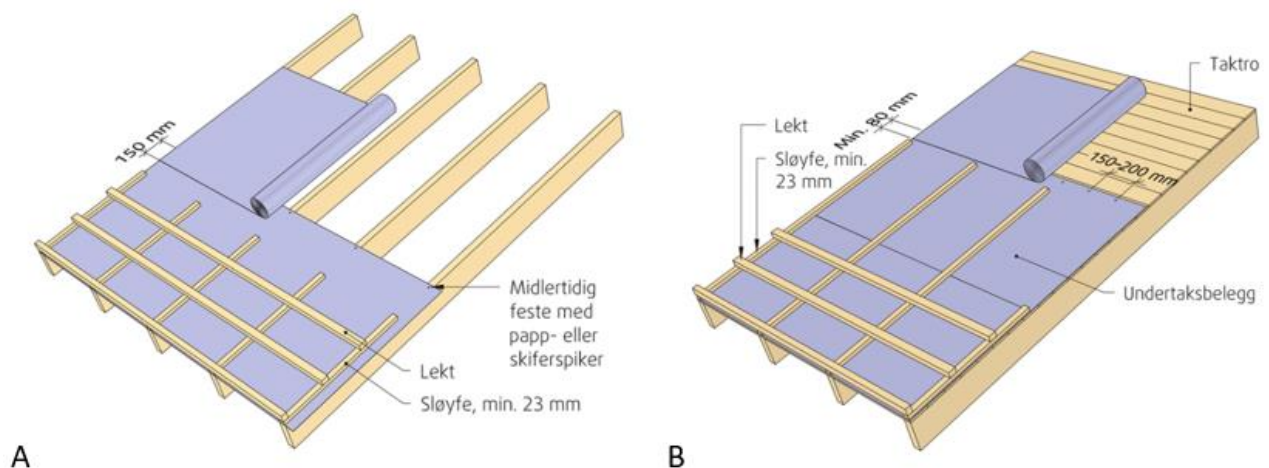 150 mm
Midlertidig
feste med
papp- eller
skiferspiker
Lekt
Sløyfe, min. 23 mm
A
Taktro
Min. 80 mm
Lekt
Sløyfe, min.
23 mm
150-200 mm
Undertaksbelegg
B